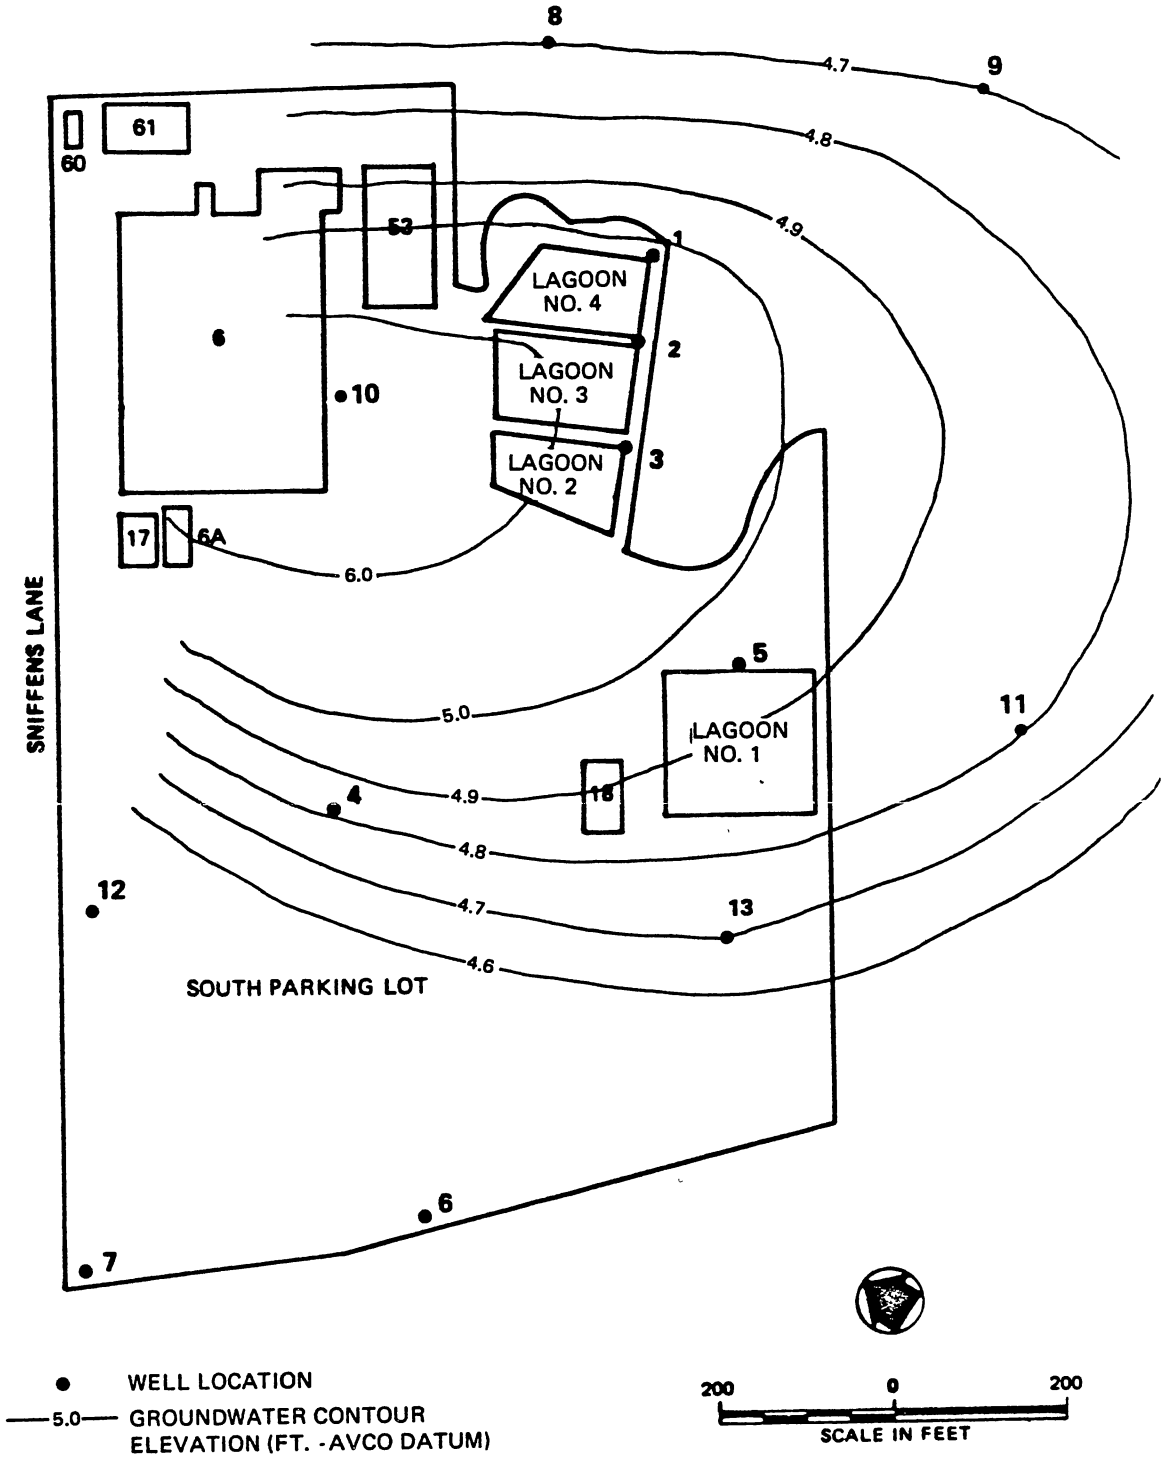 8
4.7
9
61
60
4.8
53
4.9
1
LAGOON
NO. 4
6
2
LAGOON
NO. 3
10
3
LAGOON
NO. 2
17
6A
6.0
SNIFFENS LANE
5
5.0
11
LAGOON
NO. 1
4.9
18
4
4.8
12
4.7
13
4.6
SOUTH PARKING LOT
6
7
WELL LOCATION
5.0
GROUNDWATER CONTOUR
ELEVATION (FT. - AVCO DATUM)
200 0 200
SCALE IN FEET